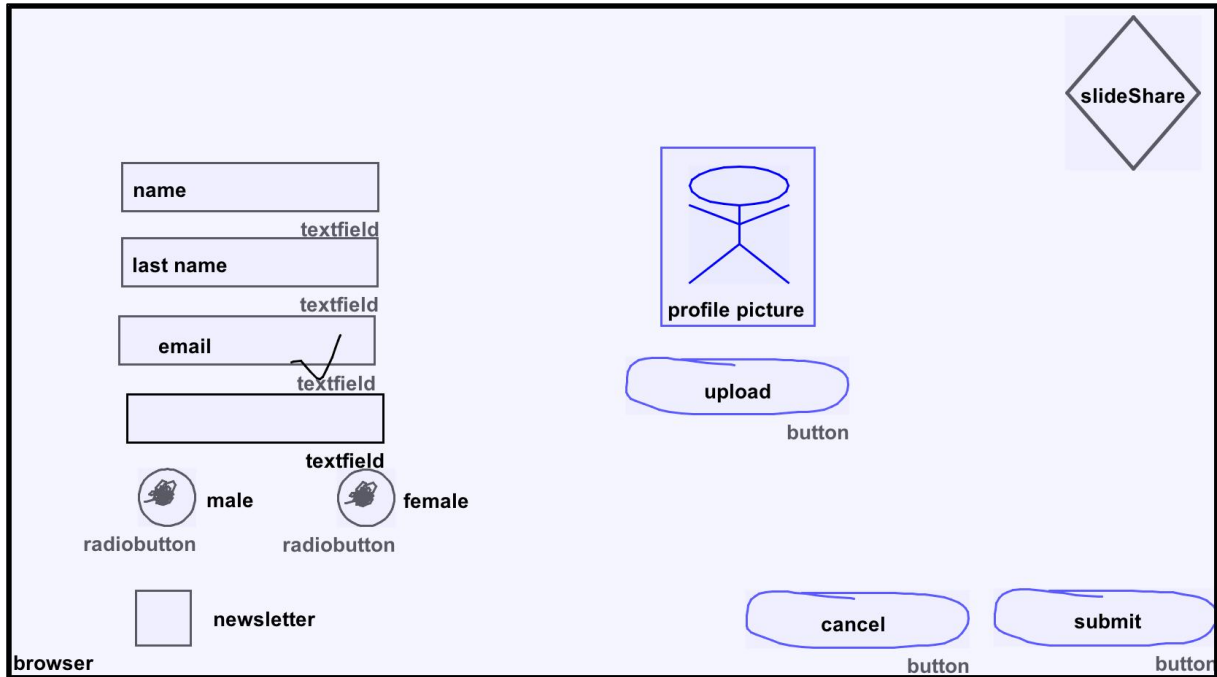 slideShare
name
textfield
last name
textfield
email
textfield
textfield
male
female
radiobutton
radiobutton
newsletter
profile picture
upload
button
cancel
button
submit
button
browser